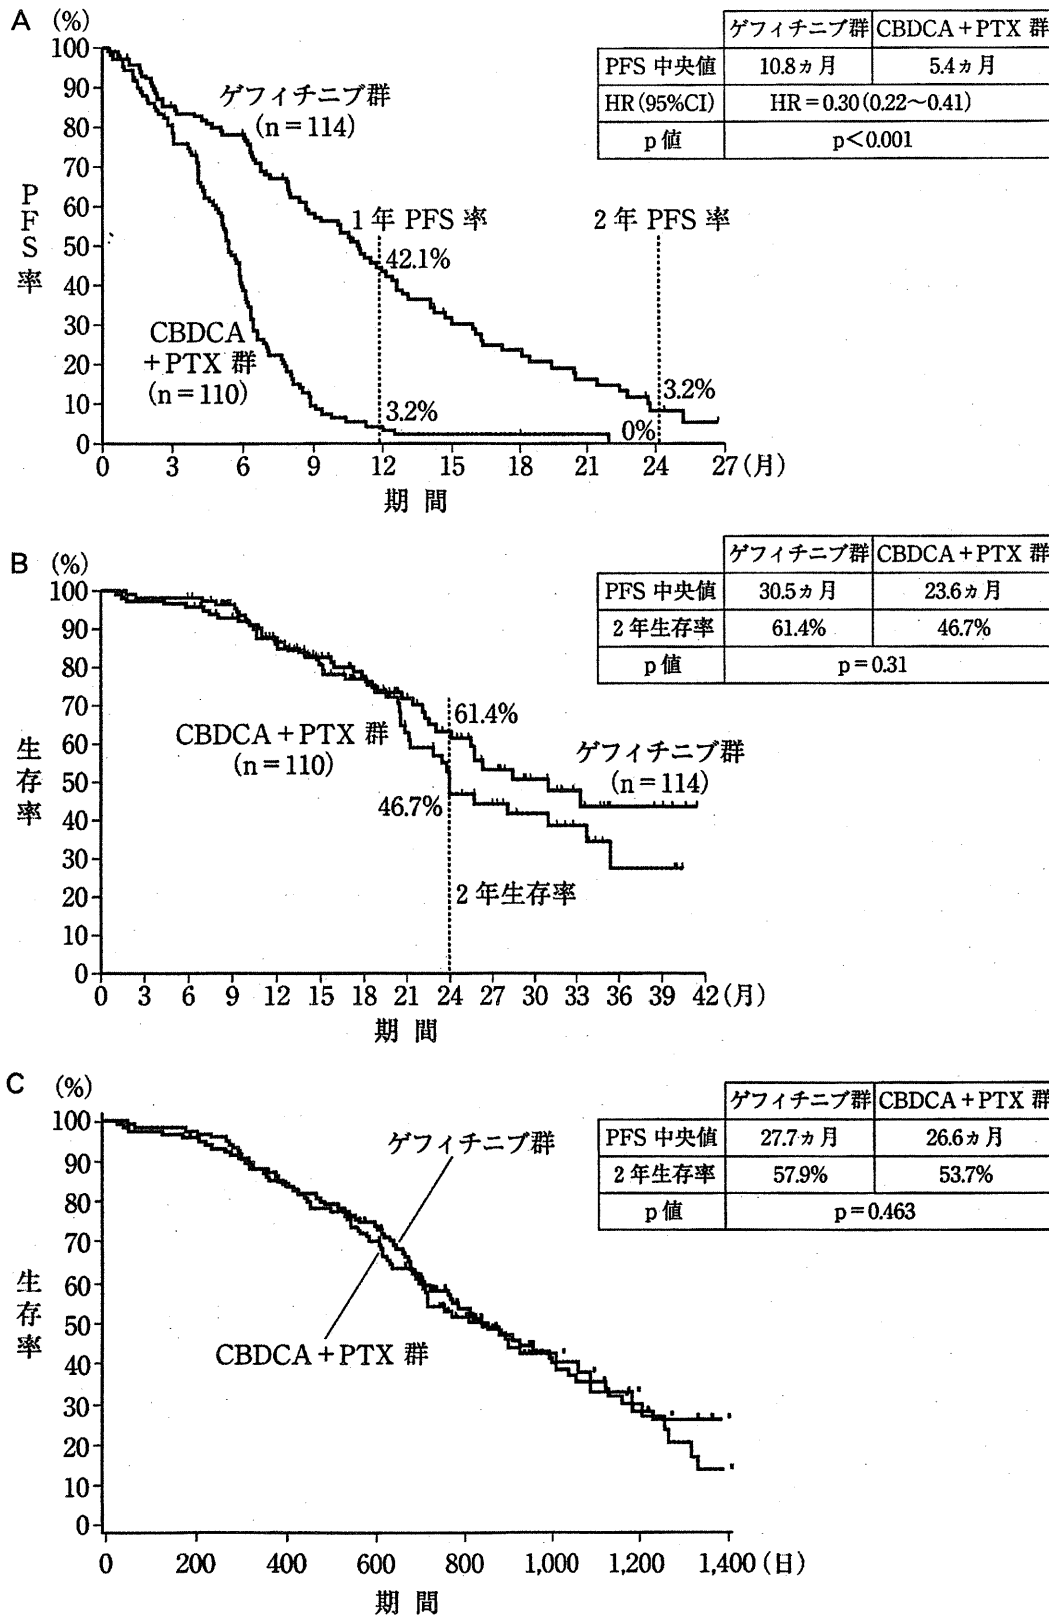 A (%)
ゲフィチニブ群 CBDCA+PTX 群
PFS 中央値 10.8ヵ月 5.4ヵ月
HR(95%CI) HR=0.30(0.22〜0.41)
p 値 p<0.001
100
90
80
70
60
50
40
30
20
10
0
PFS率
ゲフィチニブ群
(n=114)
1年 PFS 率
2年 PFS 率
42.1%
CBDCA
+PTX 群
(n=110)
3.2%
3.2%
0%
0 3 6 9 12 15 18 21 24 27(月)
期間
B (%)
ゲフィチニブ群 CBDCA+PTX 群
PFS 中央値 30.5ヵ月 23.6ヵ月
2年生存率 61.4% 46.7%
p 値 p=0.31
100
90
80
70
60
50
40
30
20
10
0
生存率
CBDCA+PTX 群
(n=110)
61.4%
ゲフィチニブ群
(n=114)
46.7%
2年生存率
0 3 6 9 12 15 18 21 24 27 30 33 36 39 42(月)
期間
C (%)
ゲフィチニブ群 CBDCA+PTX 群
PFS 中央値 27.7ヵ月 26.6ヵ月
2年生存率 57.9% 53.7%
p 値 p=0.463
100
90
80
70
60
50
40
30
20
10
0
生存率
ゲフィチニブ群
CBDCA+PTX 群
0 200 400 600 800 1,000 1,200 1,400(日)
期間